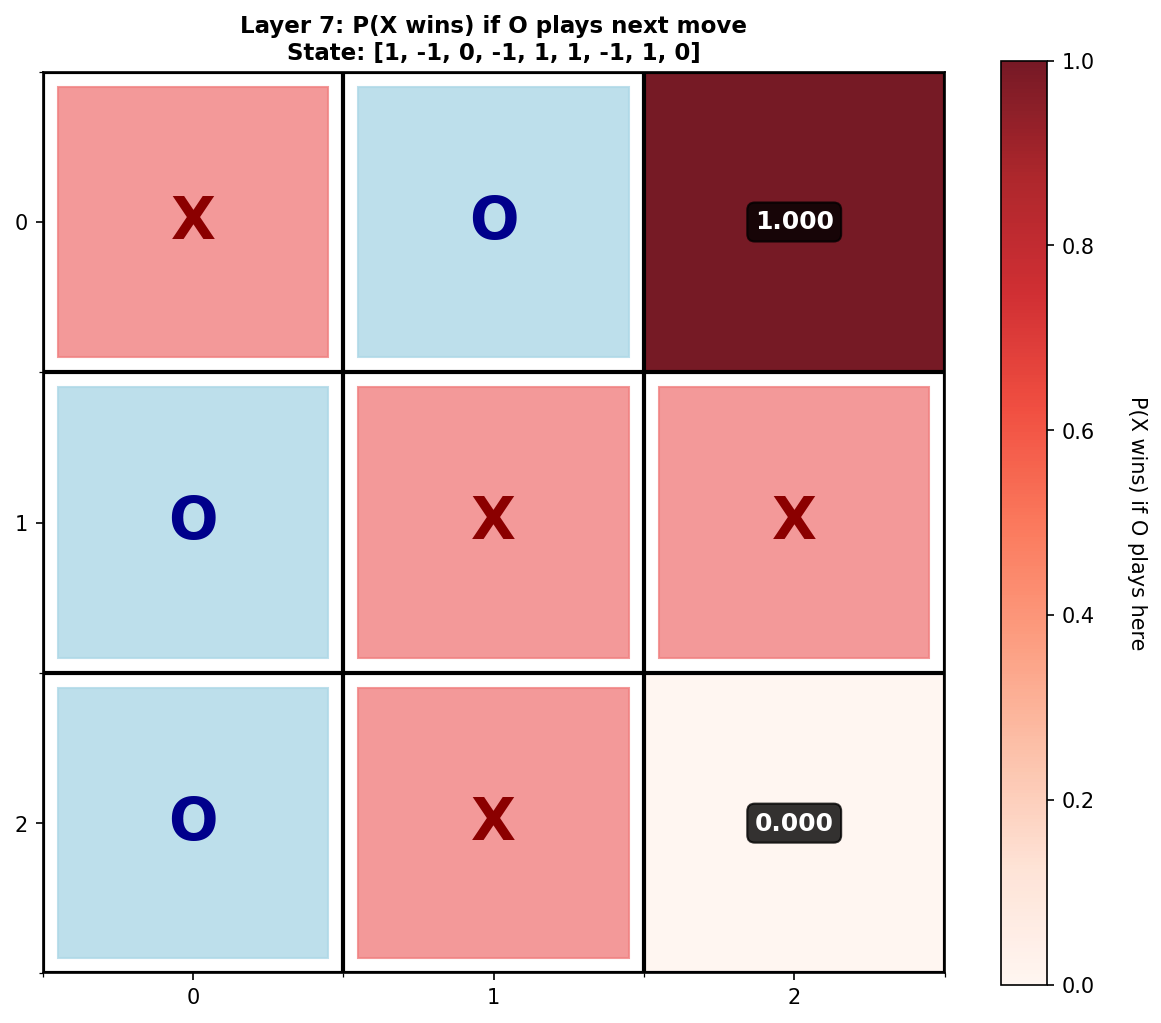 Layer 7: P(X wins) if O plays next move
State: [1, -1, 0, -1, 1, 1, -1, 1, 0]
X O 1.000
O X X
O X 0.000
0
1
2
0 1 2
1.0
0.8
0.6
0.4
0.2
0.0
P(X wins) if O plays here